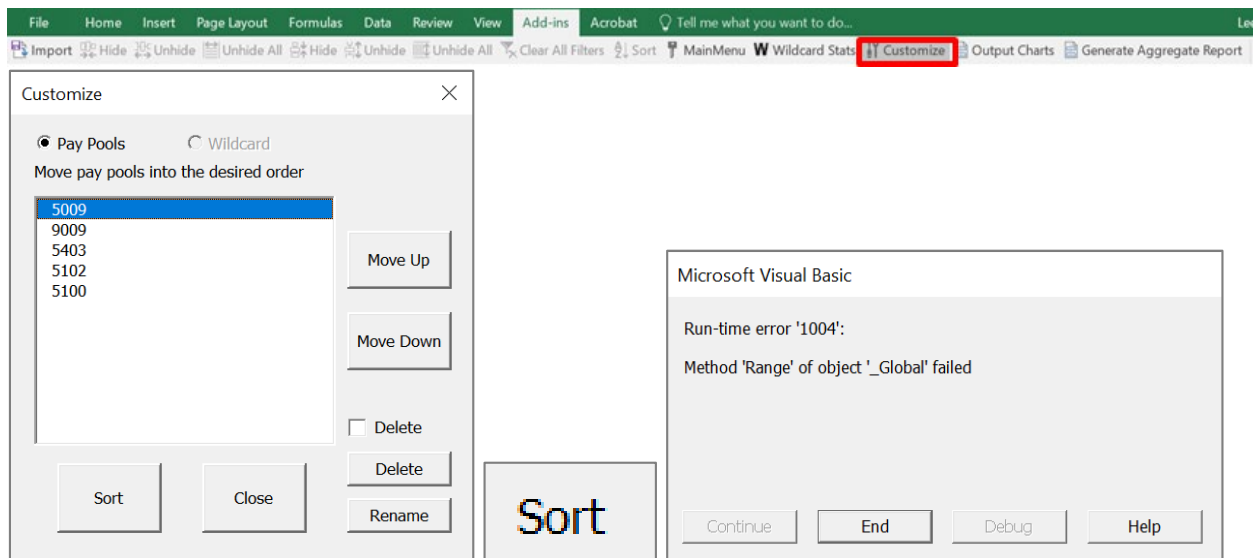 File Home Insert Page Layout Formulas Data Review View Add-ins Acrobat Tell me what you want to do...
Import Hide Unhide Unhide All Hide Unhide Unhide All Clear All Filters Sort MainMenu W Wildcard Stats Customize Output Charts Generate Aggregate Report
Customize
Pay Pools Wildcard
Move pay pools into the desired order
5009
9009
5403
5102
5100
Move Up
Move Down
Delete
Delete
Rename
Sort Close
Sort
Microsoft Visual Basic
Run-time error '1004':
Method 'Range' of object '_Global' failed
Continue End Debug Help